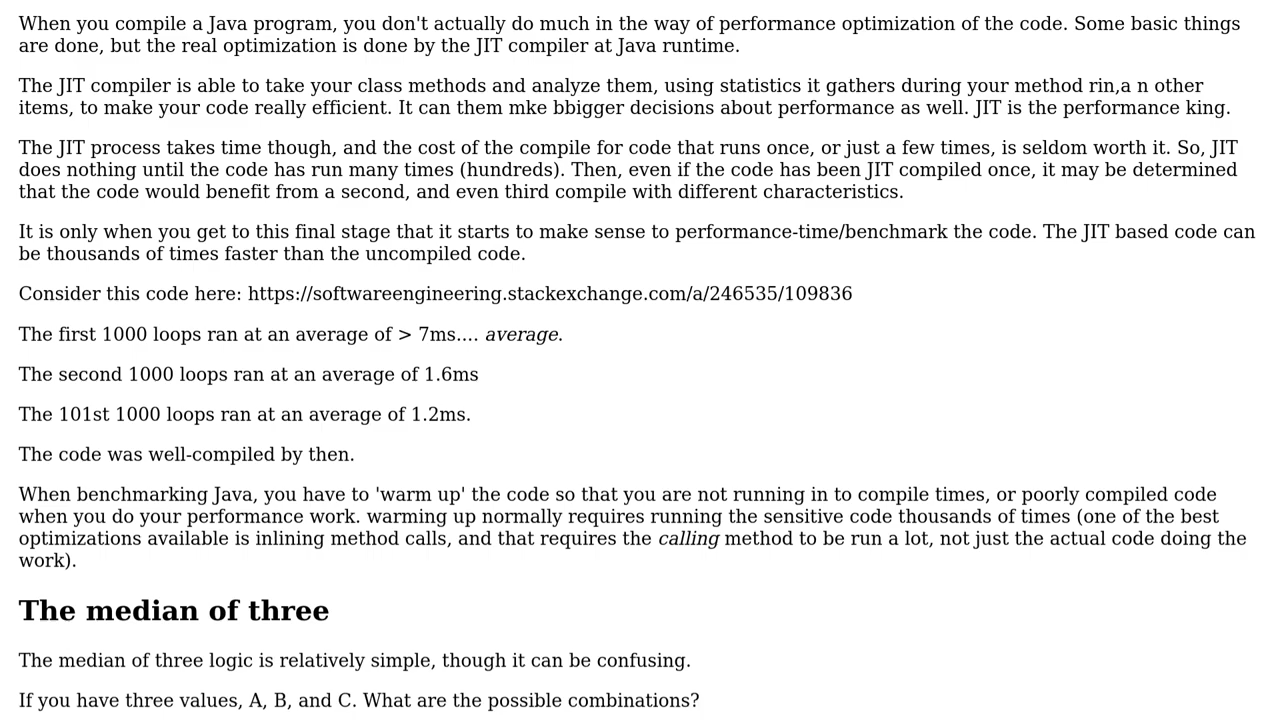 When you compile a Java program, you don't actually do much in the way of performance optimization of the code. Some basic things
are done, but the real optimization is done by the JIT compiler at Java runtime.
The JIT compiler is able to take your class methods and analyze them, using statistics it gathers during your method rin,a n other
items, to make your code really efficient. It can them mke bbigger decisions about performance as well. JIT is the performance king.
The JIT process takes time though, and the cost of the compile for code that runs once, or just a few times, is seldom worth it. So, JIT
does nothing until the code has run many times (hundreds). Then, even if the code has been JIT compiled once, it may be determined
that the code would benefit from a second, and even third compile with different characteristics.
It is only when you get to this final stage that it starts to make sense to performance-time/benchmark the code. The JIT based code can
be thousands of times faster than the uncompiled code.
Consider this code here: https://softwareengineering.stackexchange.com/a/246535/109836
The first 1000 loops ran at an average of > 7ms.... average.
The second 1000 loops ran at an average of 1.6ms
The 101st 1000 loops ran at an average of 1.2ms.
The code was well-compiled by then.
When benchmarking Java, you have to 'warm up' the code so that you are not running in to compile times, or poorly compiled code
when you do your performance work. warming up normally requires running the sensitive code thousands of times (one of the best
optimizations available is inlining method calls, and that requires the calling method to be run a lot, not just the actual code doing the
work).
The median of three
The median of three logic is relatively simple, though it can be confusing.
If you have three values, A, B, and C. What are the possible combinations?